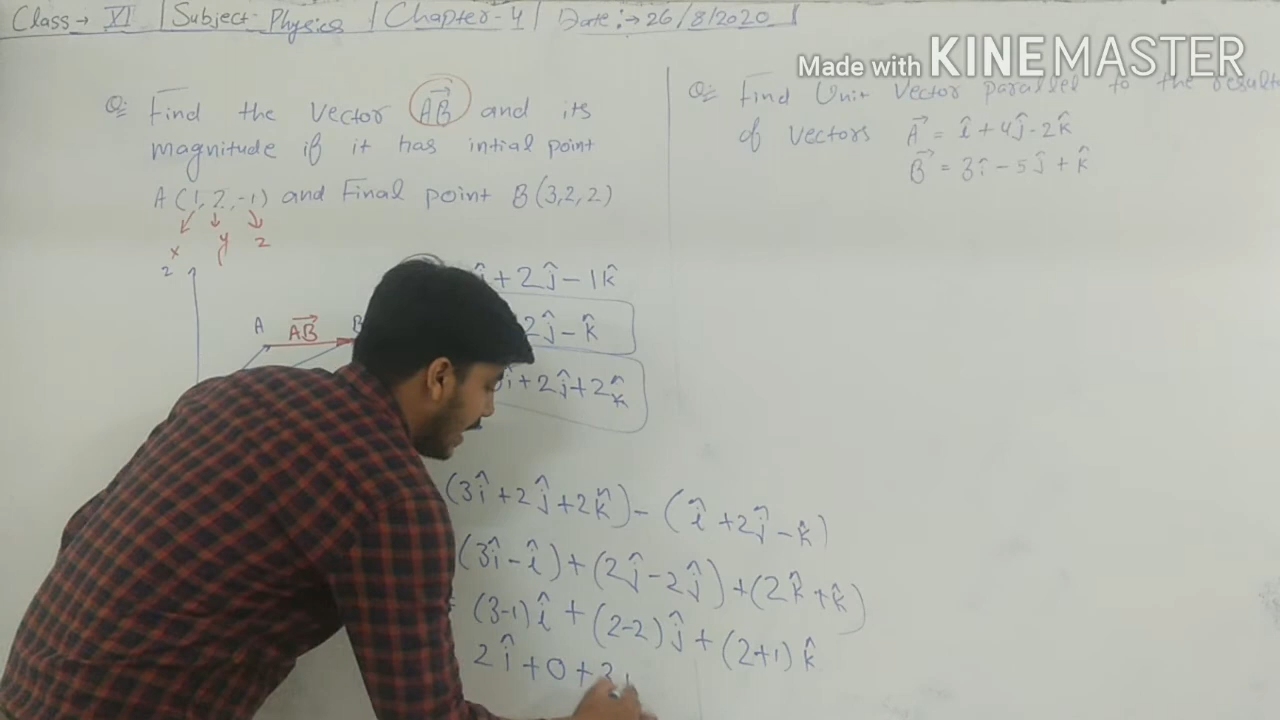 Class → XI | Subject- Physics | Chapter-4 | Date:→ 26/8/2020 |
Made with KINEMASTER
Q:- Find the vector AB⃗ and its
magnitude if it has intial point
A (1, 2, -1) and Final point B (3, 2, 2)
x y z
z
A AB⃗ B
î + 2ĵ - 1k̂
2ĵ - k̂
3î + 2ĵ + 2k̂
(3î + 2ĵ + 2k̂) - (î + 2ĵ - k̂)
(3î - î) + (2ĵ - 2ĵ) + (2k̂ + k̂)
= (3-1)î + (2-2)ĵ + (2+1)k̂
2î + 0 + 3
Q:- Find Unit Vector parallel to the
of vectors A⃗ = î + 4ĵ - 2k̂
B⃗ = 3î - 5ĵ + k̂